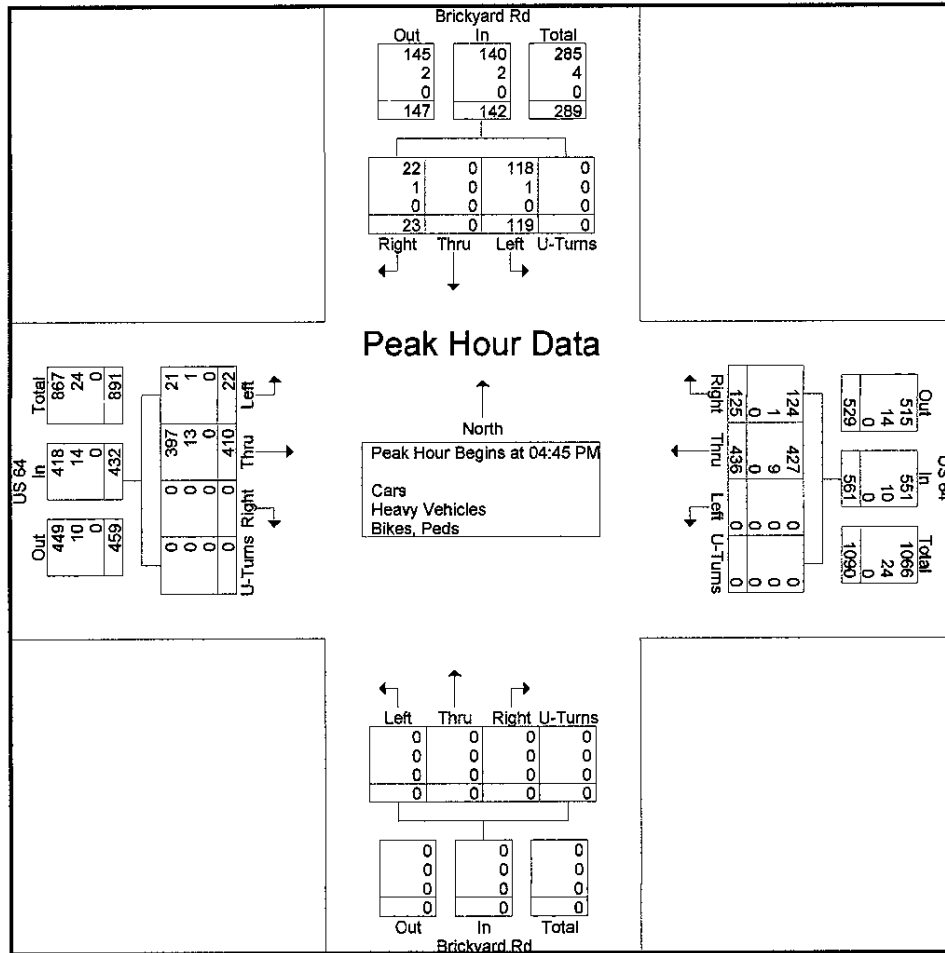 Brickyard Rd
Out In Total
145 140 285
2 2 4
0 0 0
147 142 289
22 0 118 0
1 0 1 0
0 0 0 0
23 0 119 0
Right Thru Left U-Turns
Peak Hour Data
North
Peak Hour Begins at 04:45 PM
Cars
Heavy Vehicles
Bikes, Peds
US 64
Out In Total
449 418 867
10 14 24
0 0 0
459 432 891
U-Turns Right Thru Left
0 0 397 21
0 0 13 1
0 0 0 0
0 0 410 22
US 64
Out In Total
515 551 1066
14 10 24
0 0 0
529 561 1090
124 427 0 0
1 9 0 0
0 0 0 0
125 436 0 0
Right Thru Left U-Turns
Left Thru Right U-Turns
0 0 0 0
0 0 0 0
0 0 0 0
0 0 0 0
0 0 0
0 0 0
0 0 0
0 0 0
Out In Total
Brickyard Rd